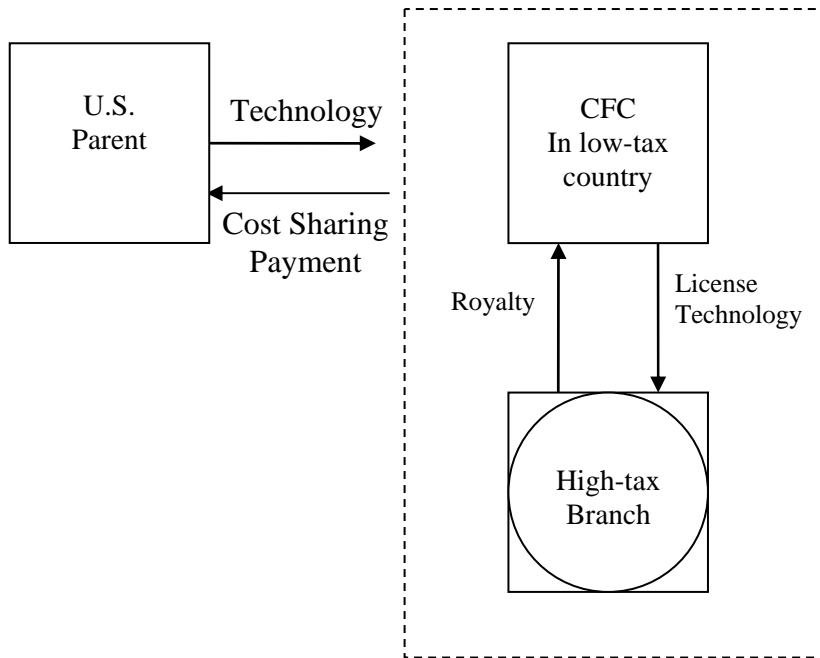 U.S.
Parent
Technology
Cost Sharing
Payment
CFC
In low-tax
country
Royalty
License
Technology
High-tax
Branch